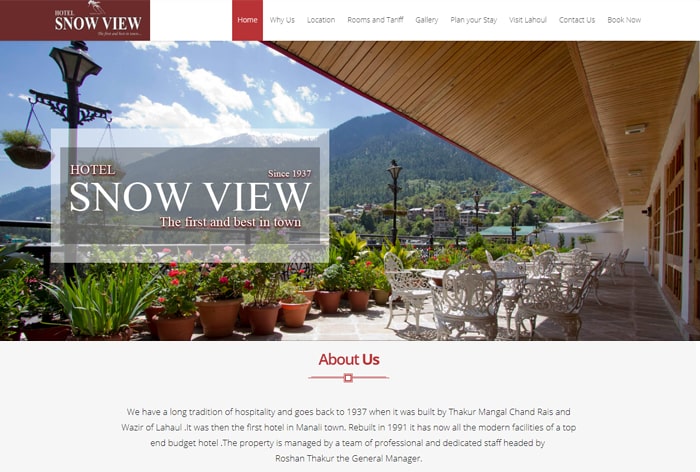 HOTEL
SNOW VIEW
The first and best in town...
Home Why Us Location Rooms and Tariff Gallery Plan your Stay Visit Lahoul Contact Us Book Now
HOTEL Since 1937
SNOW VIEW
The first and best in town
About Us
We have a long tradition of hospitality and goes back to 1937 when it was built by Thakur Mangal Chand Rais and
Wazir of Lahaul .It was then the first hotel in Manali town. Rebuilt in 1991 it has now all the modern facilities of a top
end budget hotel .The property is managed by a team of professional and dedicated staff headed by
Roshan Thakur the General Manager.